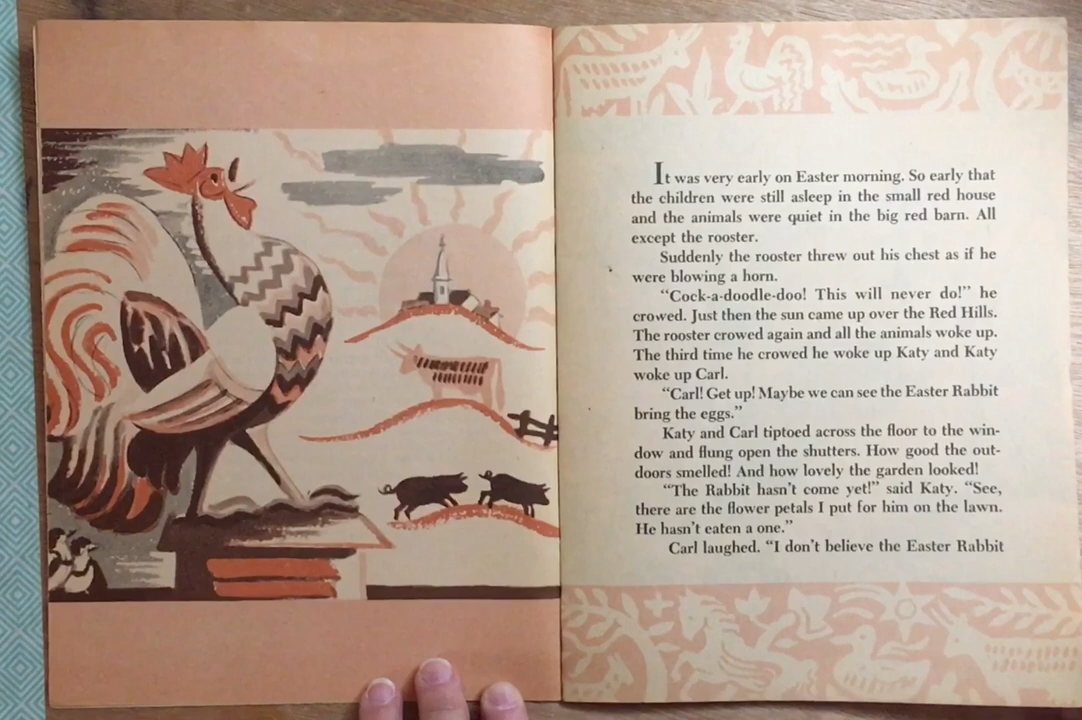 It was very early on Easter morning. So early that
the children were still asleep in the small red house
and the animals were quiet in the big red barn. All
except the rooster.
Suddenly the rooster threw out his chest as if he
were blowing a horn.
“Cock-a-doodle-doo! This will never do!” he
crowed. Just then the sun came up over the Red Hills.
The rooster crowed again and all the animals woke up.
The third time he crowed he woke up Katy and Katy
woke up Carl.
“Carl! Get up! Maybe we can see the Easter Rabbit
bring the eggs.”
Katy and Carl tiptoed across the floor to the win-
dow and flung open the shutters. How good the out-
doors smelled! And how lovely the garden looked!
“The Rabbit hasn’t come yet!” said Katy. “See,
there are the flower petals I put for him on the lawn.
He hasn’t eaten a one.”
Carl laughed. “I don’t believe the Easter Rabbit